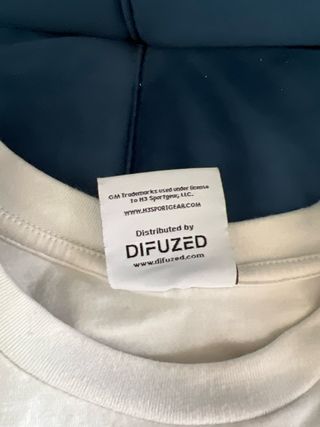 GM Trademarks used under license
to H3 Sportgear, LLC.
WWW.H3SPORTGEAR.COM
Distributed by
DIFUZED
www.difuzed.com